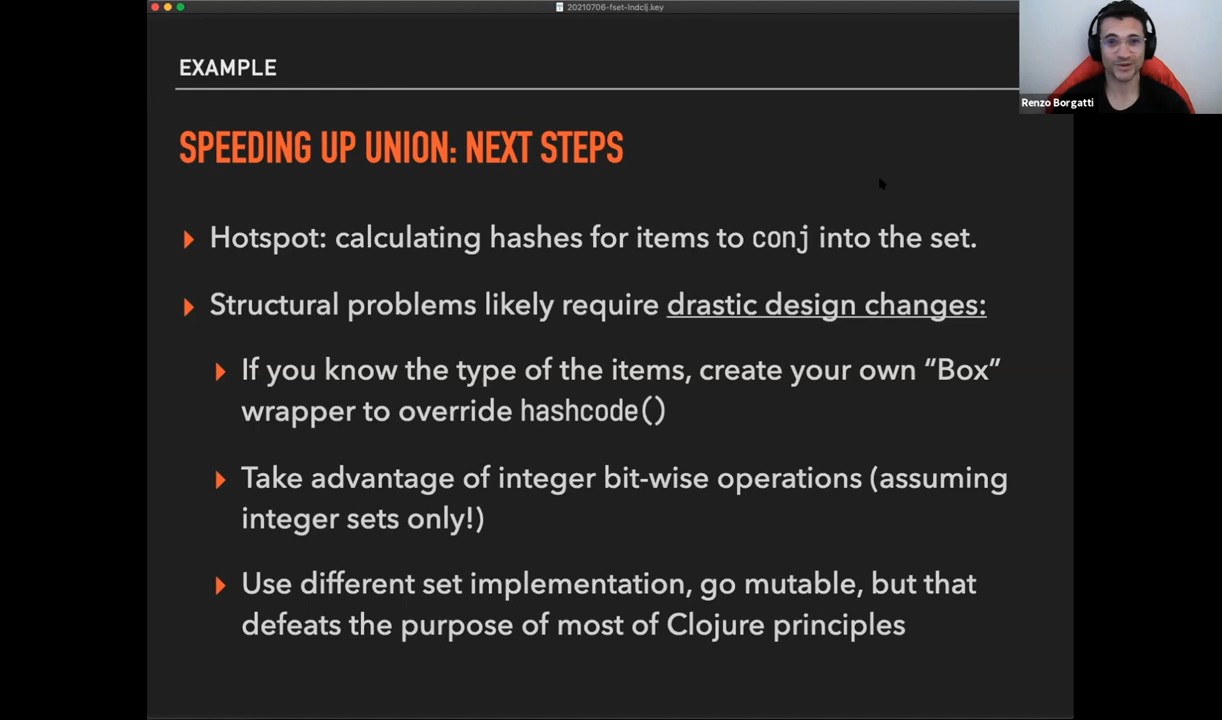 20210706-fset-lndclj.key
EXAMPLE
Renzo Borgatti
SPEEDING UP UNION: NEXT STEPS
Hotspot: calculating hashes for items to conj into the set.
Structural problems likely require drastic design changes:
If you know the type of the items, create your own “Box”
wrapper to override hashcode()
Take advantage of integer bit-wise operations (assuming
integer sets only!)
Use different set implementation, go mutable, but that
defeats the purpose of most of Clojure principles